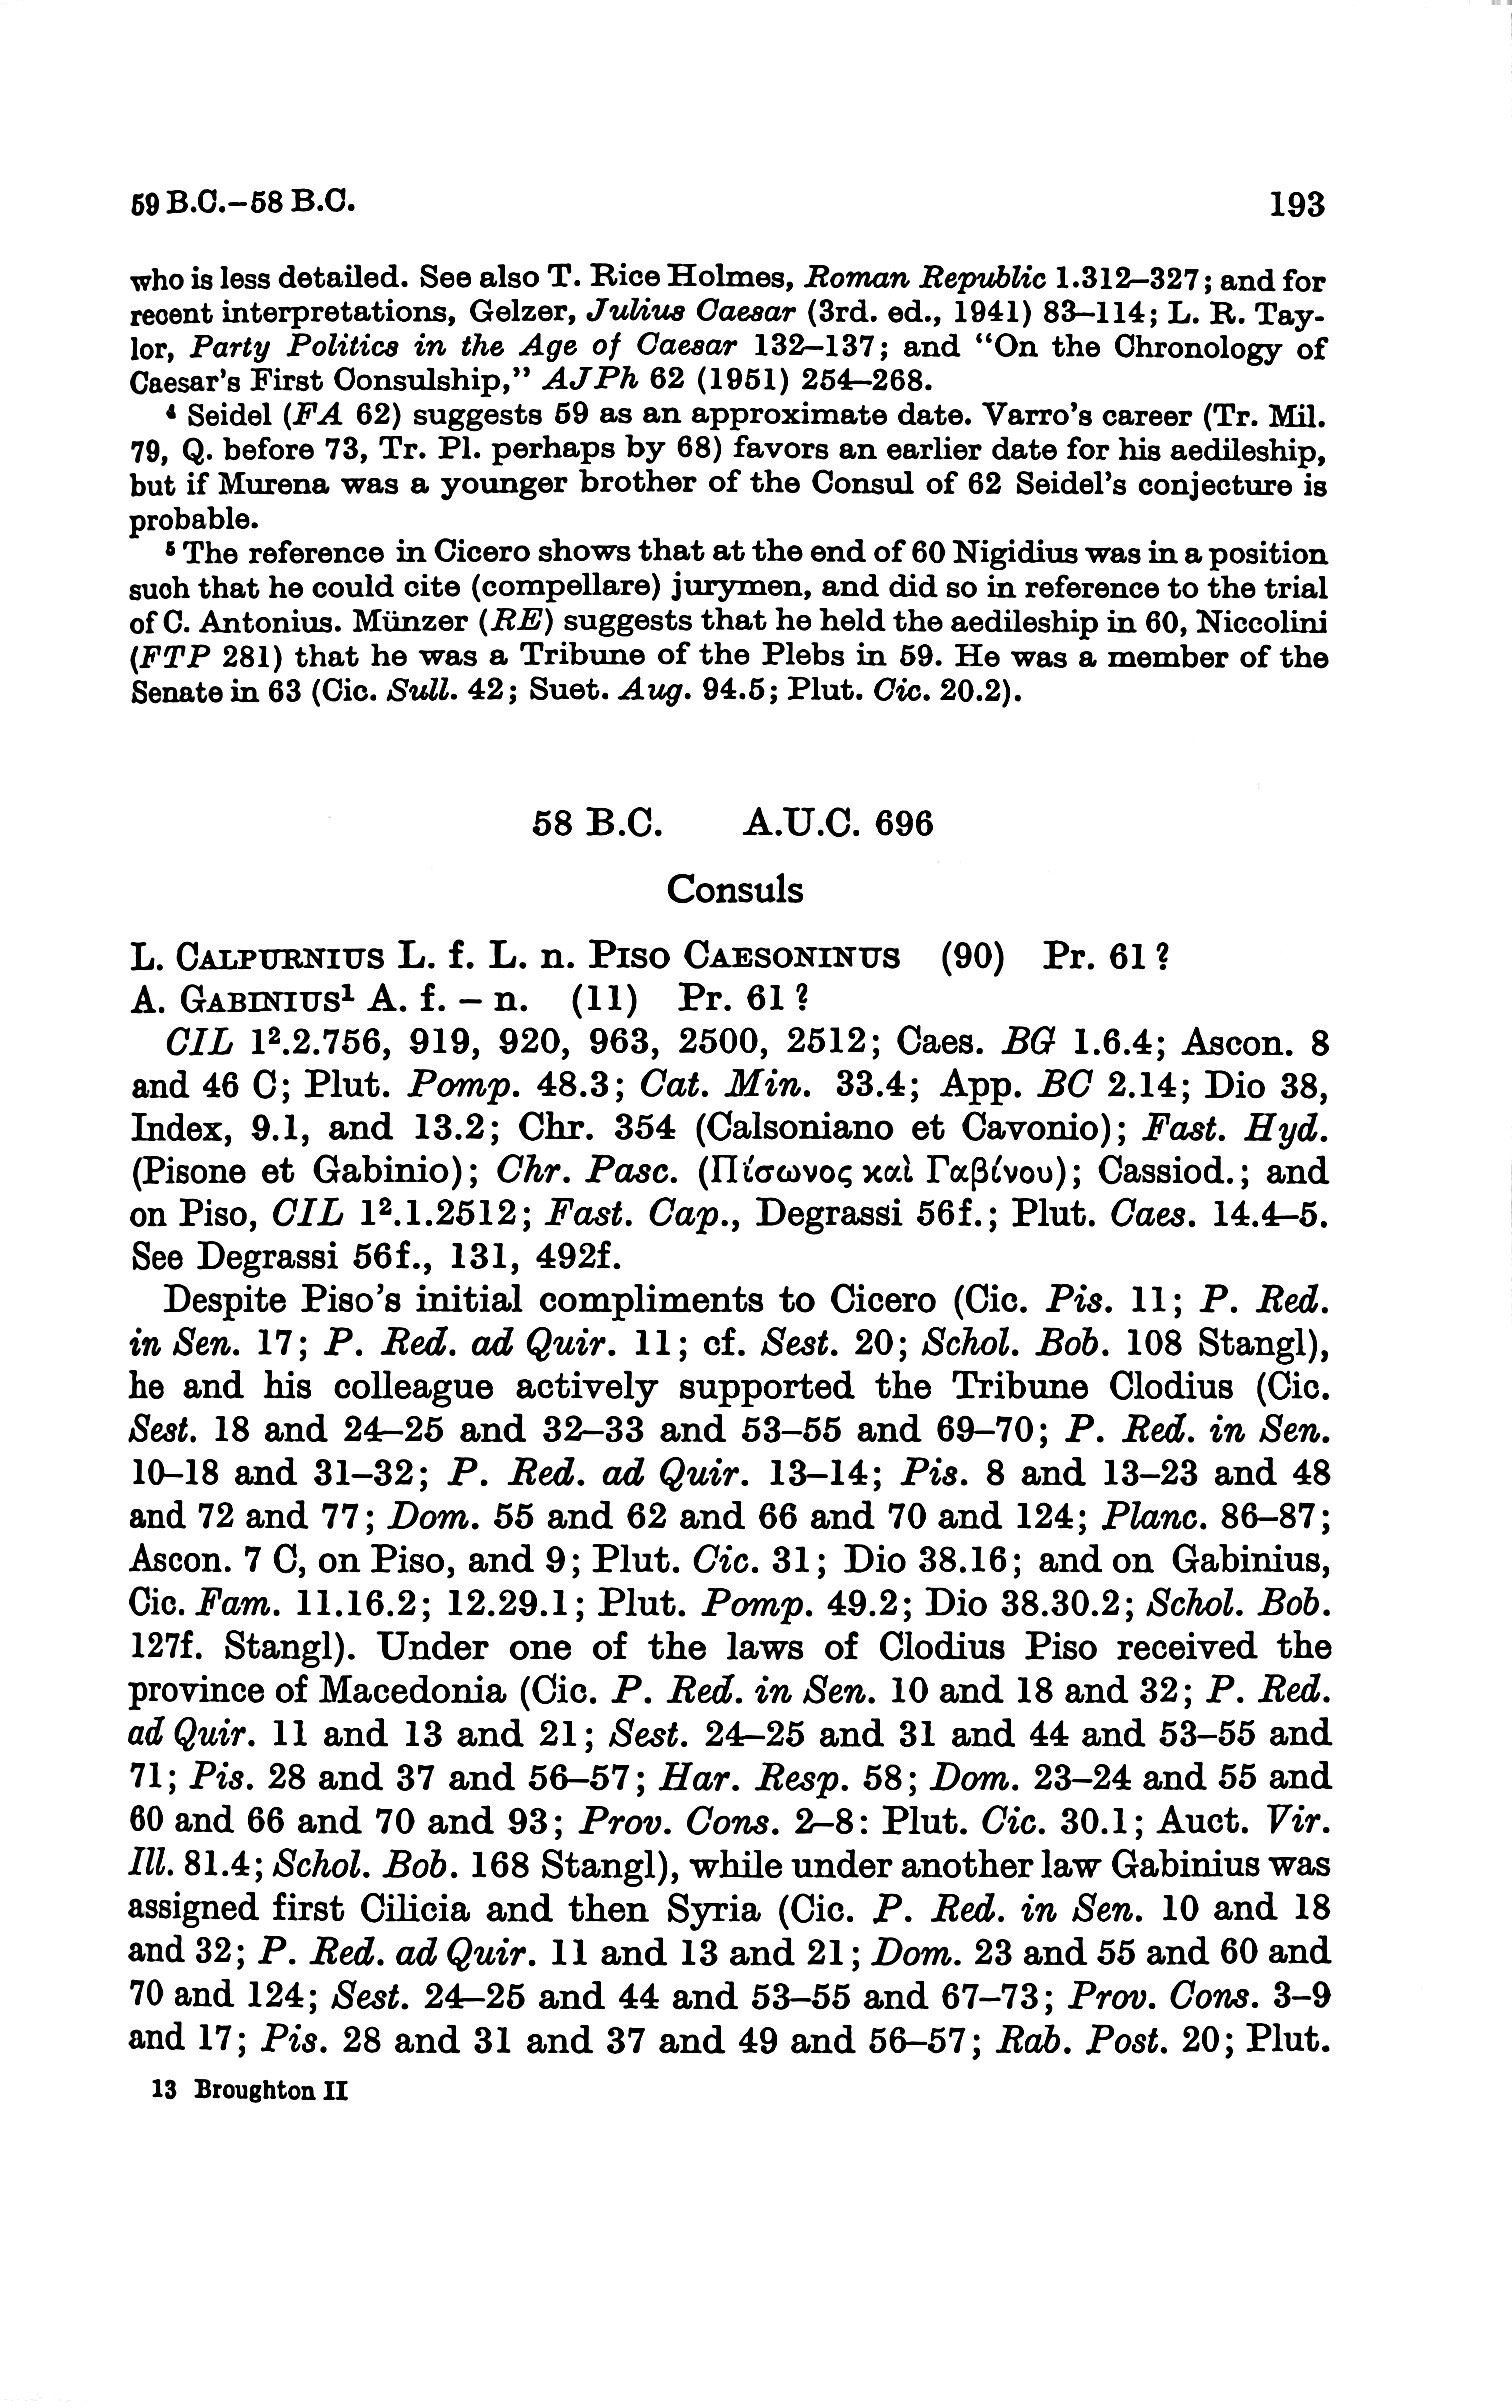 59 B.C.–58 B.C. 193
who is less detailed. See also T. Rice Holmes, Roman Republic 1.312–327; and for
recent interpretations, Gelzer, Julius Caesar (3rd. ed., 1941) 83–114; L. R. Tay-
lor, Party Politics in the Age of Caesar 132–137; and “On the Chronology of
Caesar’s First Consulship,” AJPh 62 (1951) 254–268.
⁴ Seidel (FA 62) suggests 59 as an approximate date. Varro’s career (Tr. Mil.
79, Q. before 73, Tr. Pl. perhaps by 68) favors an earlier date for his aedileship,
but if Murena was a younger brother of the Consul of 62 Seidel’s conjecture is
probable.
⁵ The reference in Cicero shows that at the end of 60 Nigidius was in a position
such that he could cite (compellare) jurymen, and did so in reference to the trial
of C. Antonius. Münzer (RE) suggests that he held the aedileship in 60, Niccolini
(FTP 281) that he was a Tribune of the Plebs in 59. He was a member of the
Senate in 63 (Cic. Sull. 42; Suet. Aug. 94.5; Plut. Cic. 20.2).
58 B.C. A.U.C. 696
Consuls
L. CALPURNIUS L. f. L. n. PISO CAESONINUS (90) Pr. 61?
A. GABINIUS¹ A. f. – n. (11) Pr. 61?
CIL 1².2.756, 919, 920, 963, 2500, 2512; Caes. BG 1.6.4; Ascon. 8
and 46 C; Plut. Pomp. 48.3; Cat. Min. 33.4; App. BC 2.14; Dio 38,
Index, 9.1, and 13.2; Chr. 354 (Calsoniano et Cavonio); Fast. Hyd.
(Pisone et Gabinio); Chr. Pasc. (Πίσωνος καὶ Γαβίνου); Cassiod.; and
on Piso, CIL 1².1.2512; Fast. Cap., Degrassi 56f.; Plut. Caes. 14.4–5.
See Degrassi 56f., 131, 492f.
Despite Piso’s initial compliments to Cicero (Cic. Pis. 11; P. Red.
in Sen. 17; P. Red. ad Quir. 11; cf. Sest. 20; Schol. Bob. 108 Stangl),
he and his colleague actively supported the Tribune Clodius (Cic.
Sest. 18 and 24–25 and 32–33 and 53–55 and 69–70; P. Red. in Sen.
10–18 and 31–32; P. Red. ad Quir. 13–14; Pis. 8 and 13–23 and 48
and 72 and 77; Dom. 55 and 62 and 66 and 70 and 124; Planc. 86–87;
Ascon. 7 C, on Piso, and 9; Plut. Cic. 31; Dio 38.16; and on Gabinius,
Cic. Fam. 11.16.2; 12.29.1; Plut. Pomp. 49.2; Dio 38.30.2; Schol. Bob.
127f. Stangl). Under one of the laws of Clodius Piso received the
province of Macedonia (Cic. P. Red. in Sen. 10 and 18 and 32; P. Red.
ad Quir. 11 and 13 and 21; Sest. 24–25 and 31 and 44 and 53–55 and
71; Pis. 28 and 37 and 56–57; Har. Resp. 58; Dom. 23–24 and 55 and
60 and 66 and 70 and 93; Prov. Cons. 2–8: Plut. Cic. 30.1; Auct. Vir.
Ill. 81.4; Schol. Bob. 168 Stangl), while under another law Gabinius was
assigned first Cilicia and then Syria (Cic. P. Red. in Sen. 10 and 18
and 32; P. Red. ad Quir. 11 and 13 and 21; Dom. 23 and 55 and 60 and
70 and 124; Sest. 24–25 and 44 and 53–55 and 67–73; Prov. Cons. 3–9
and 17; Pis. 28 and 31 and 37 and 49 and 56–57; Rab. Post. 20; Plut.
13 Broughton II